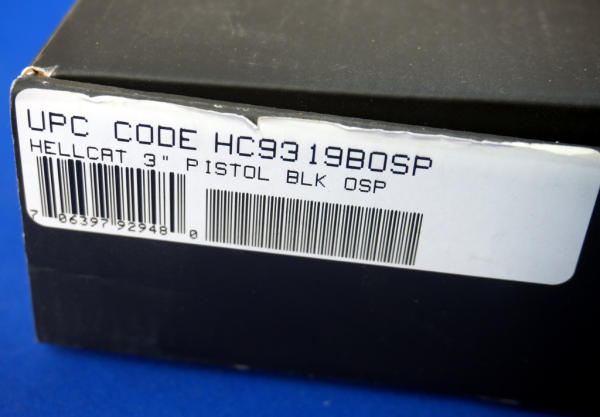 UPC CODE HC9319BOSP
HELLCAT 3" PISTOL BLK OSP
7 06397 92948 0